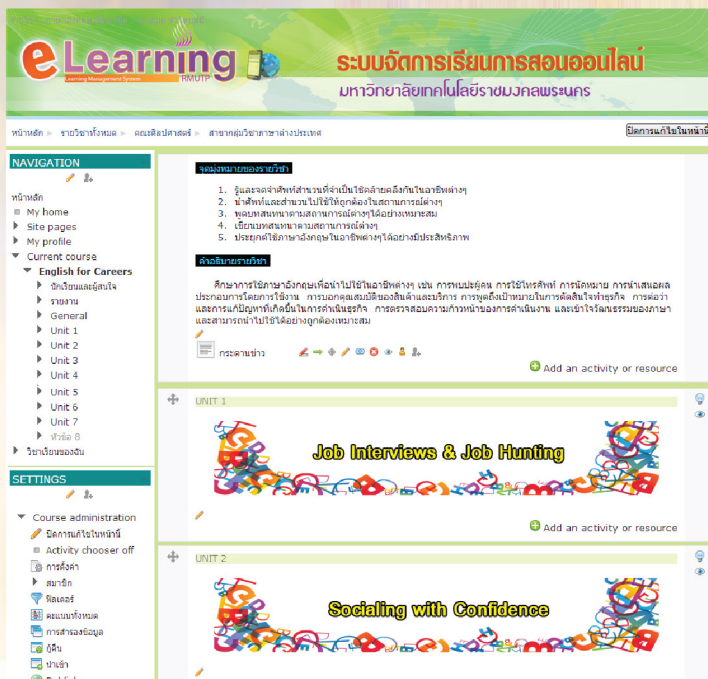 eLearning
Learning Management System
RMUTP
ระบบจัดการเรียนการสอนออนไลน์
มหาวิทยาลัยเทคโนโลยีราชมงคลพระนคร
หน้าหลัก ► รายวิชาทั้งหมด ► คณะศิลปศาสตร์ ► สาขากลุ่มวิชาภาษาต่างประเทศ
ปิดการแก้ไขในหน้านี้
NAVIGATION
หน้าหลัก
My home
Site pages
My profile
Current course
English for Careers
นักเรียนและผู้สนใจ
รายงาน
General
Unit 1
Unit 2
Unit 3
Unit 4
Unit 5
Unit 6
Unit 7
หัวข้อ 8
วิชาเรียนของฉัน
SETTINGS
Course administration
ปิดการแก้ไขในหน้านี้
Activity chooser off
การตั้งค่า
สมาชิก
ฟิลเตอร์
คะแนนทั้งหมด
การสำรองข้อมูล
กู้คืน
นำเข้า
จุดมุ่งหมายของรายวิชา
1. รู้และจดจำศัพท์สำนวนที่จำเป็นใช้คล้ายคลึงกันในอาชีพต่างๆ
2. นำศัพท์และสำนวนไปใช้ให้ถูกต้องในสถานการณ์ต่างๆ
3. พูดบทสนทนาตามสถานการณ์ต่างๆได้อย่างเหมาะสม
4. เขียนบทสนทนาตามสถานการณ์ต่างๆ
5. ประยุกต์ใช้ภาษาอังกฤษในอาชีพต่างๆได้อย่างมีประสิทธิภาพ
คำอธิบายรายวิชา
ศึกษาการใช้ภาษาอังกฤษเพื่อนำไปใช้ในอาชีพต่างๆ เช่น การพบปะผู้คน การใช้โทรศัพท์ การนัดหมาย การนำเสนอผล
ประกอบการโดยการใช้งาน การบอกคุณสมบัติของสินค้าและบริการ การพูดถึงเป้าหมายในการตัดสินใจทำธุรกิจ การต่อว่า
และการแก้ปัญหาที่เกิดขึ้นในการดำเนินธุรกิจ การตรวจสอบความก้าวหน้าของการดำเนินงาน และเข้าใจวัฒนธรรมของภาษา
และสามารถนำไปใช้ได้อย่างถูกต้องเหมาะสม
กระดานข่าว
Add an activity or resource
UNIT 1
Job Interviews & Job Hunting
Add an activity or resource
UNIT 2
Socialing with Confidence